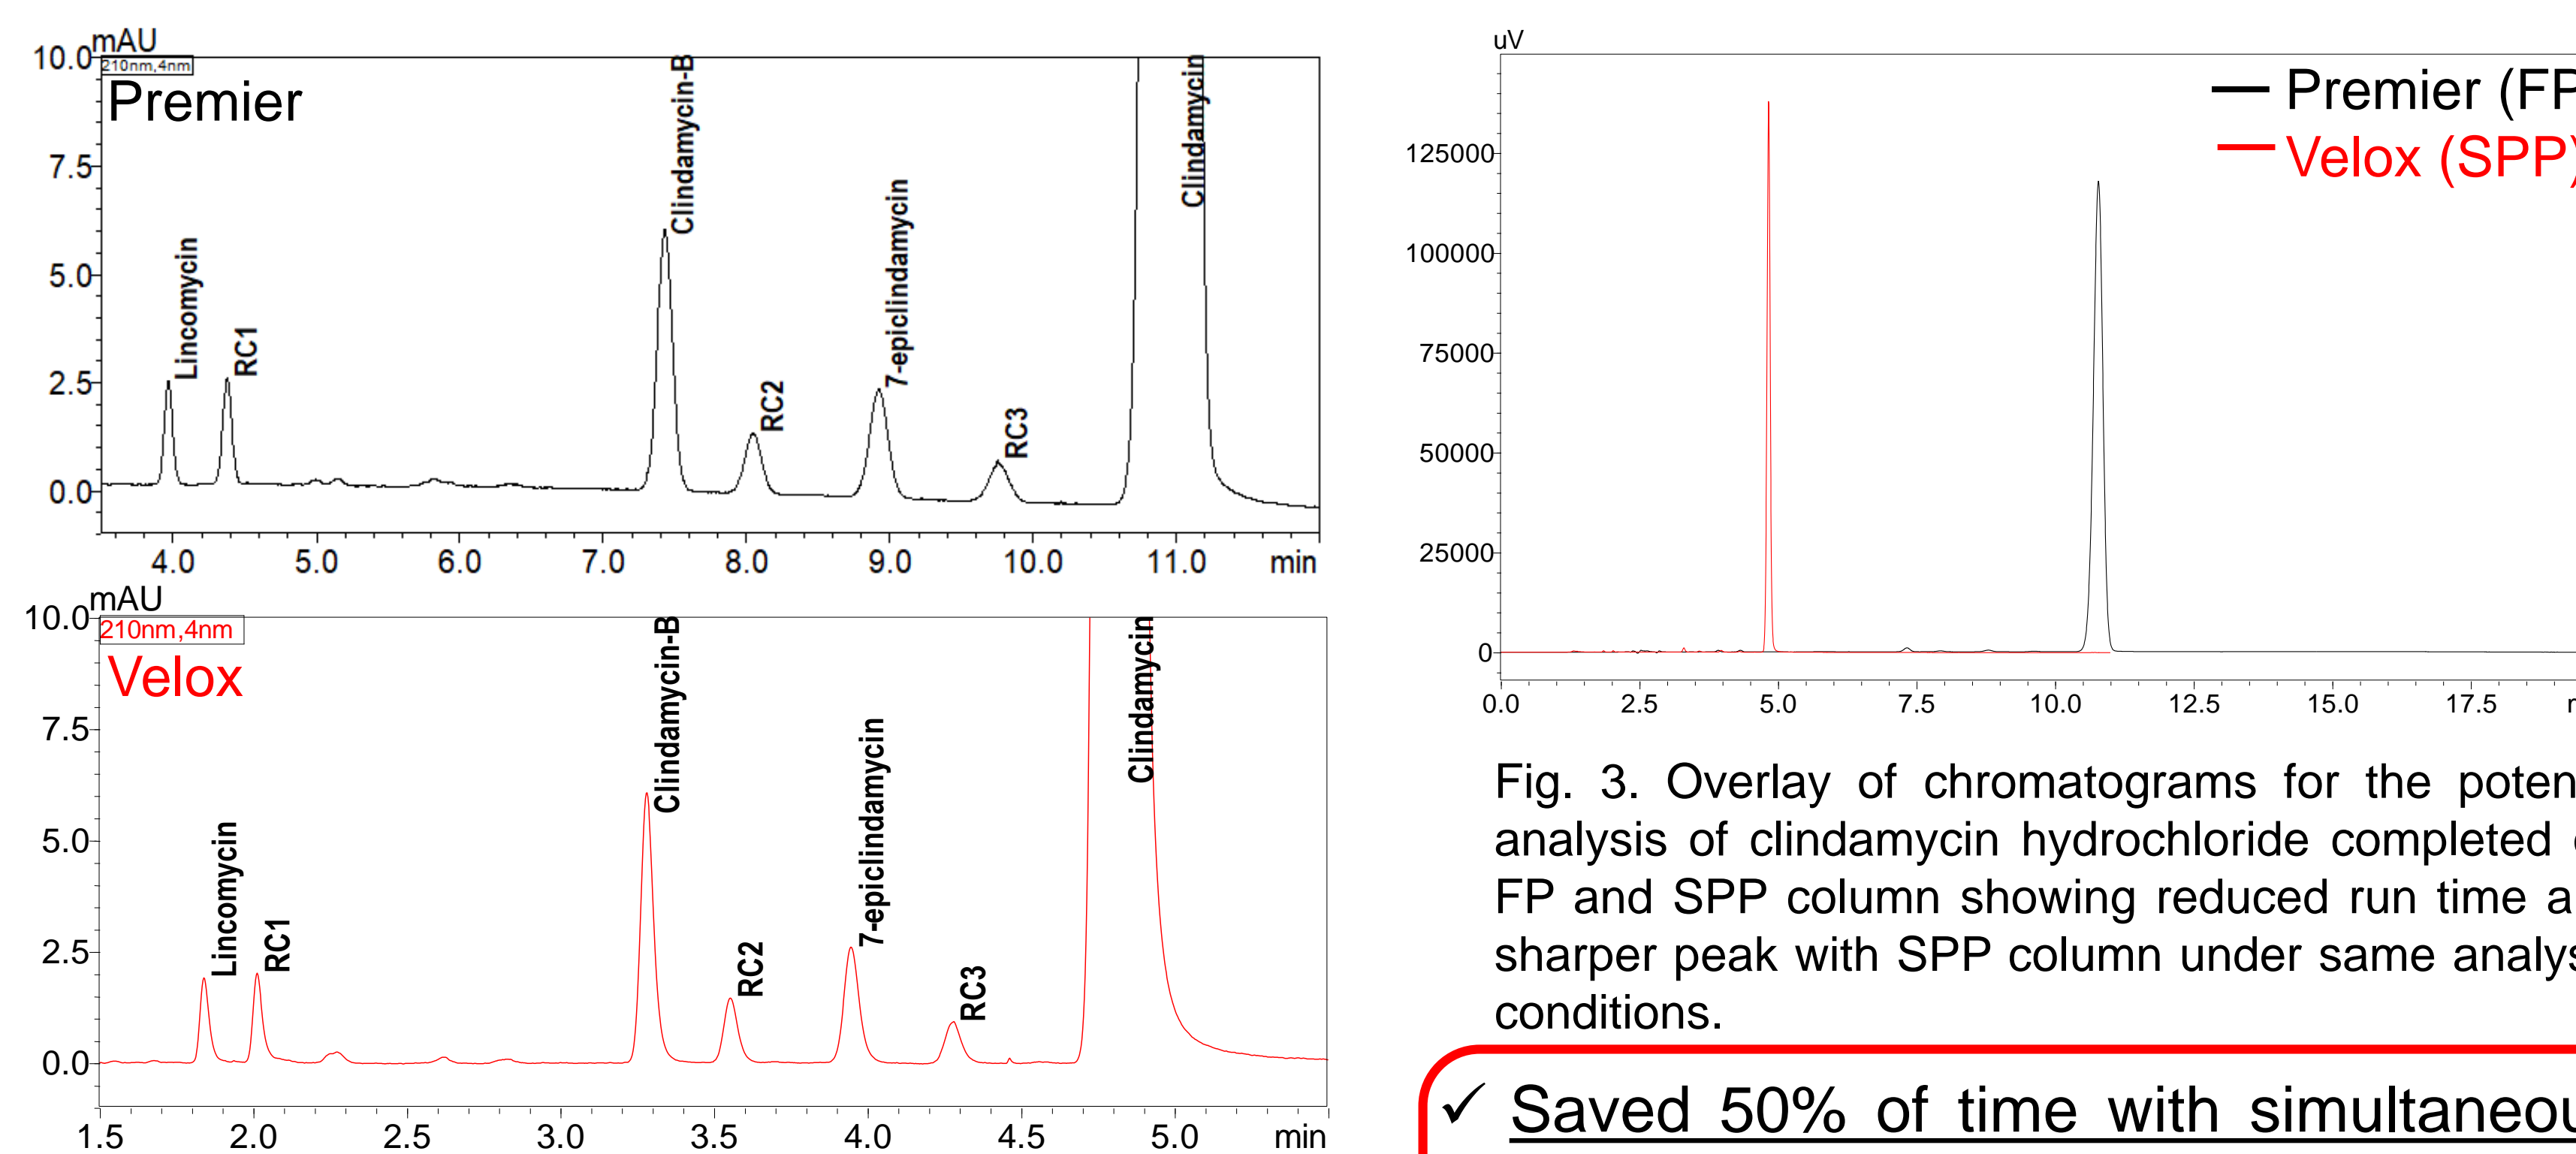 mAU
210nm,4nm
Premier
10.0
7.5
5.0
2.5
0.0
Lincomycin
RC1
Clindamycin-B
RC2
7-epiclindamycin
RC3
Clindamycin
4.0 5.0 6.0 7.0 8.0 9.0 10.0 11.0 min
mAU
210nm,4nm
Velox
10.0
7.5
5.0
2.5
0.0
Lincomycin
RC1
Clindamycin-B
RC2
7-epiclindamycin
RC3
Clindamycin
1.5 2.0 2.5 3.0 3.5 4.0 4.5 5.0 min
uV
Premier (FP
Velox (SPP)
125000
100000
75000
50000
25000
0
0.0 2.5 5.0 7.5 10.0 12.5 15.0 17.5
Fig. 3. Overlay of chromatograms for the poten
analysis of clindamycin hydrochloride completed
FP and SPP column showing reduced run time a
sharper peak with SPP column under same analys
conditions.
✓ Saved 50% of time with simultaneou